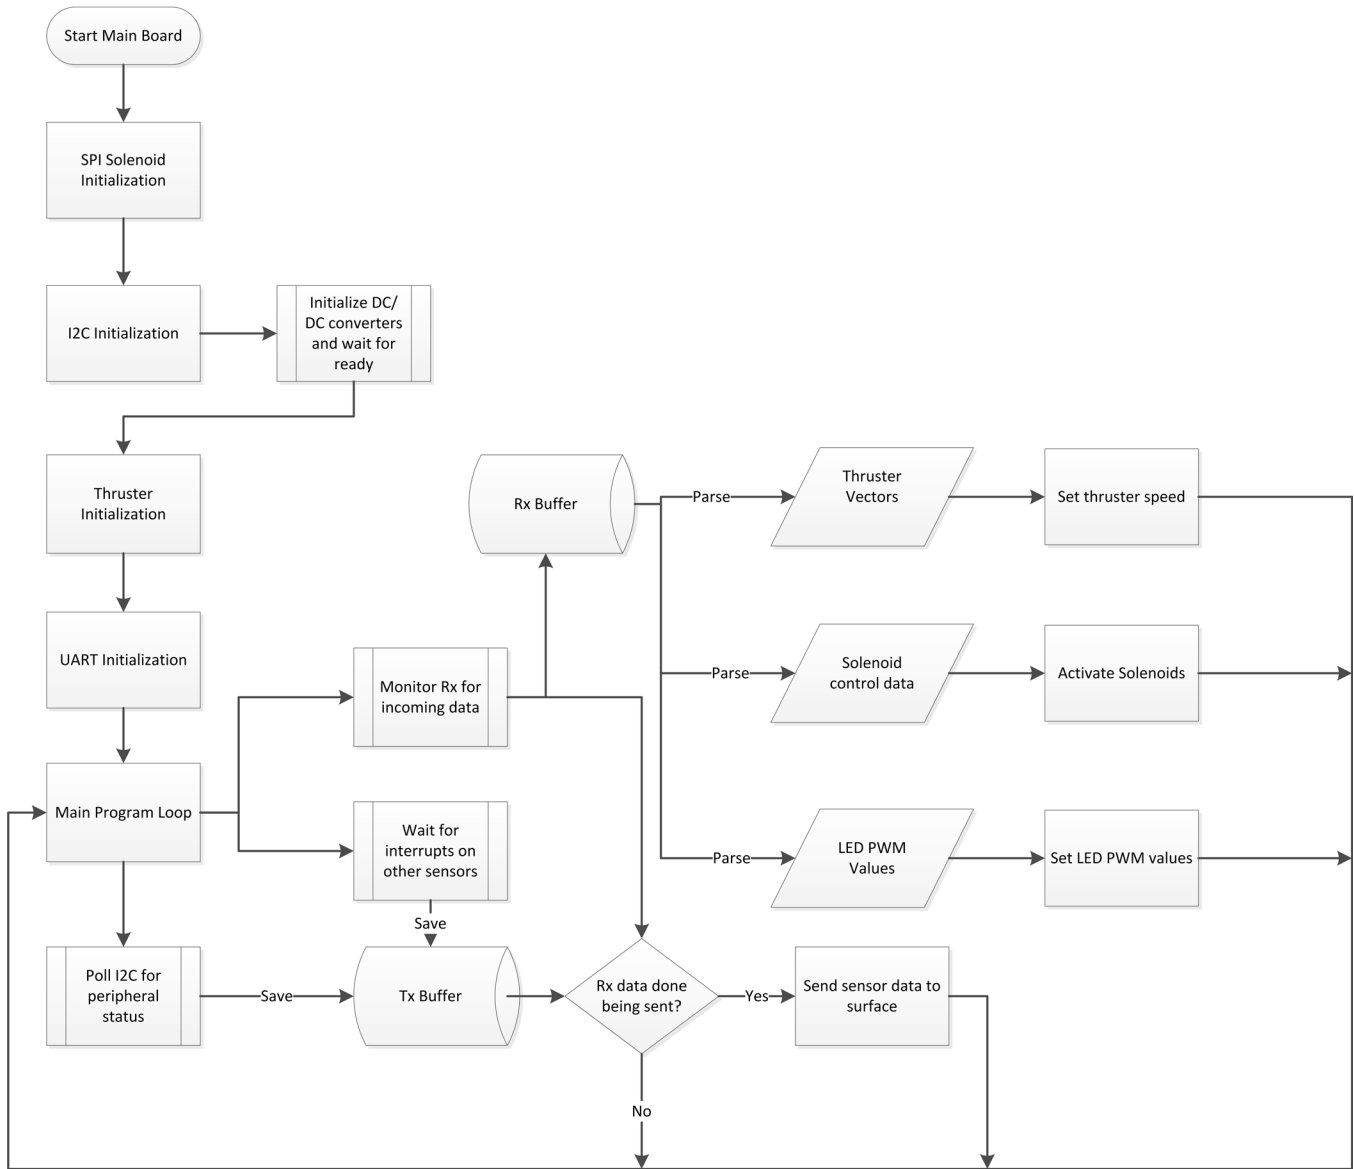 Start Main Board
SPI Solenoid
Initialization
I2C Initialization
Initialize DC/
DC converters
and wait for
ready
Thruster
Initialization
Rx Buffer
Parse
Thruster
Vectors
Set thruster speed
UART Initialization
Monitor Rx for
incoming data
Parse
Solenoid
control data
Activate Solenoids
Main Program Loop
Wait for
interrupts on
other sensors
Parse
LED PWM
Values
Set LED PWM values
Save
Poll I2C for
peripheral
status
Save
Tx Buffer
Rx data done
being sent?
Yes
Send sensor data to
surface
No